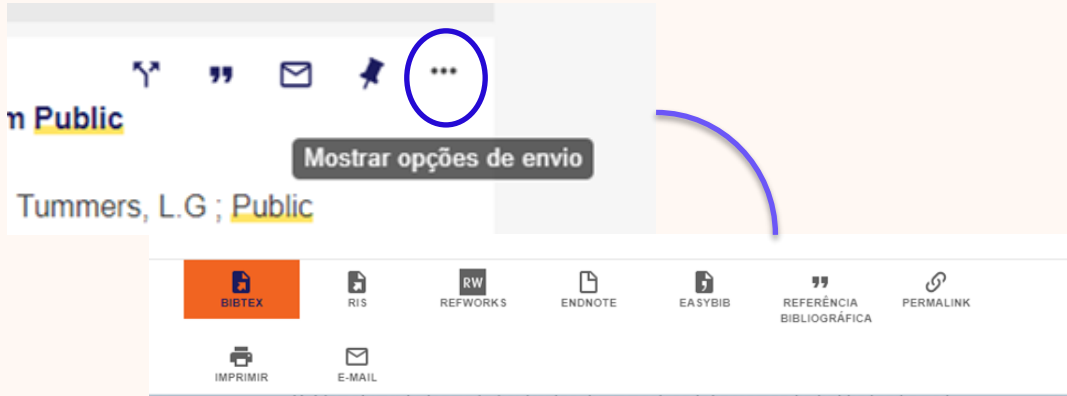 m Public
Mostrar opções de envio
Tummers, L.G ; Public
BIBTEX RIS RW REFWORKS ENDNOTE EASYBIB REFERÊNCIA BIBLIOGRÁFICA PERMALINK
IMPRIMIR E-MAIL